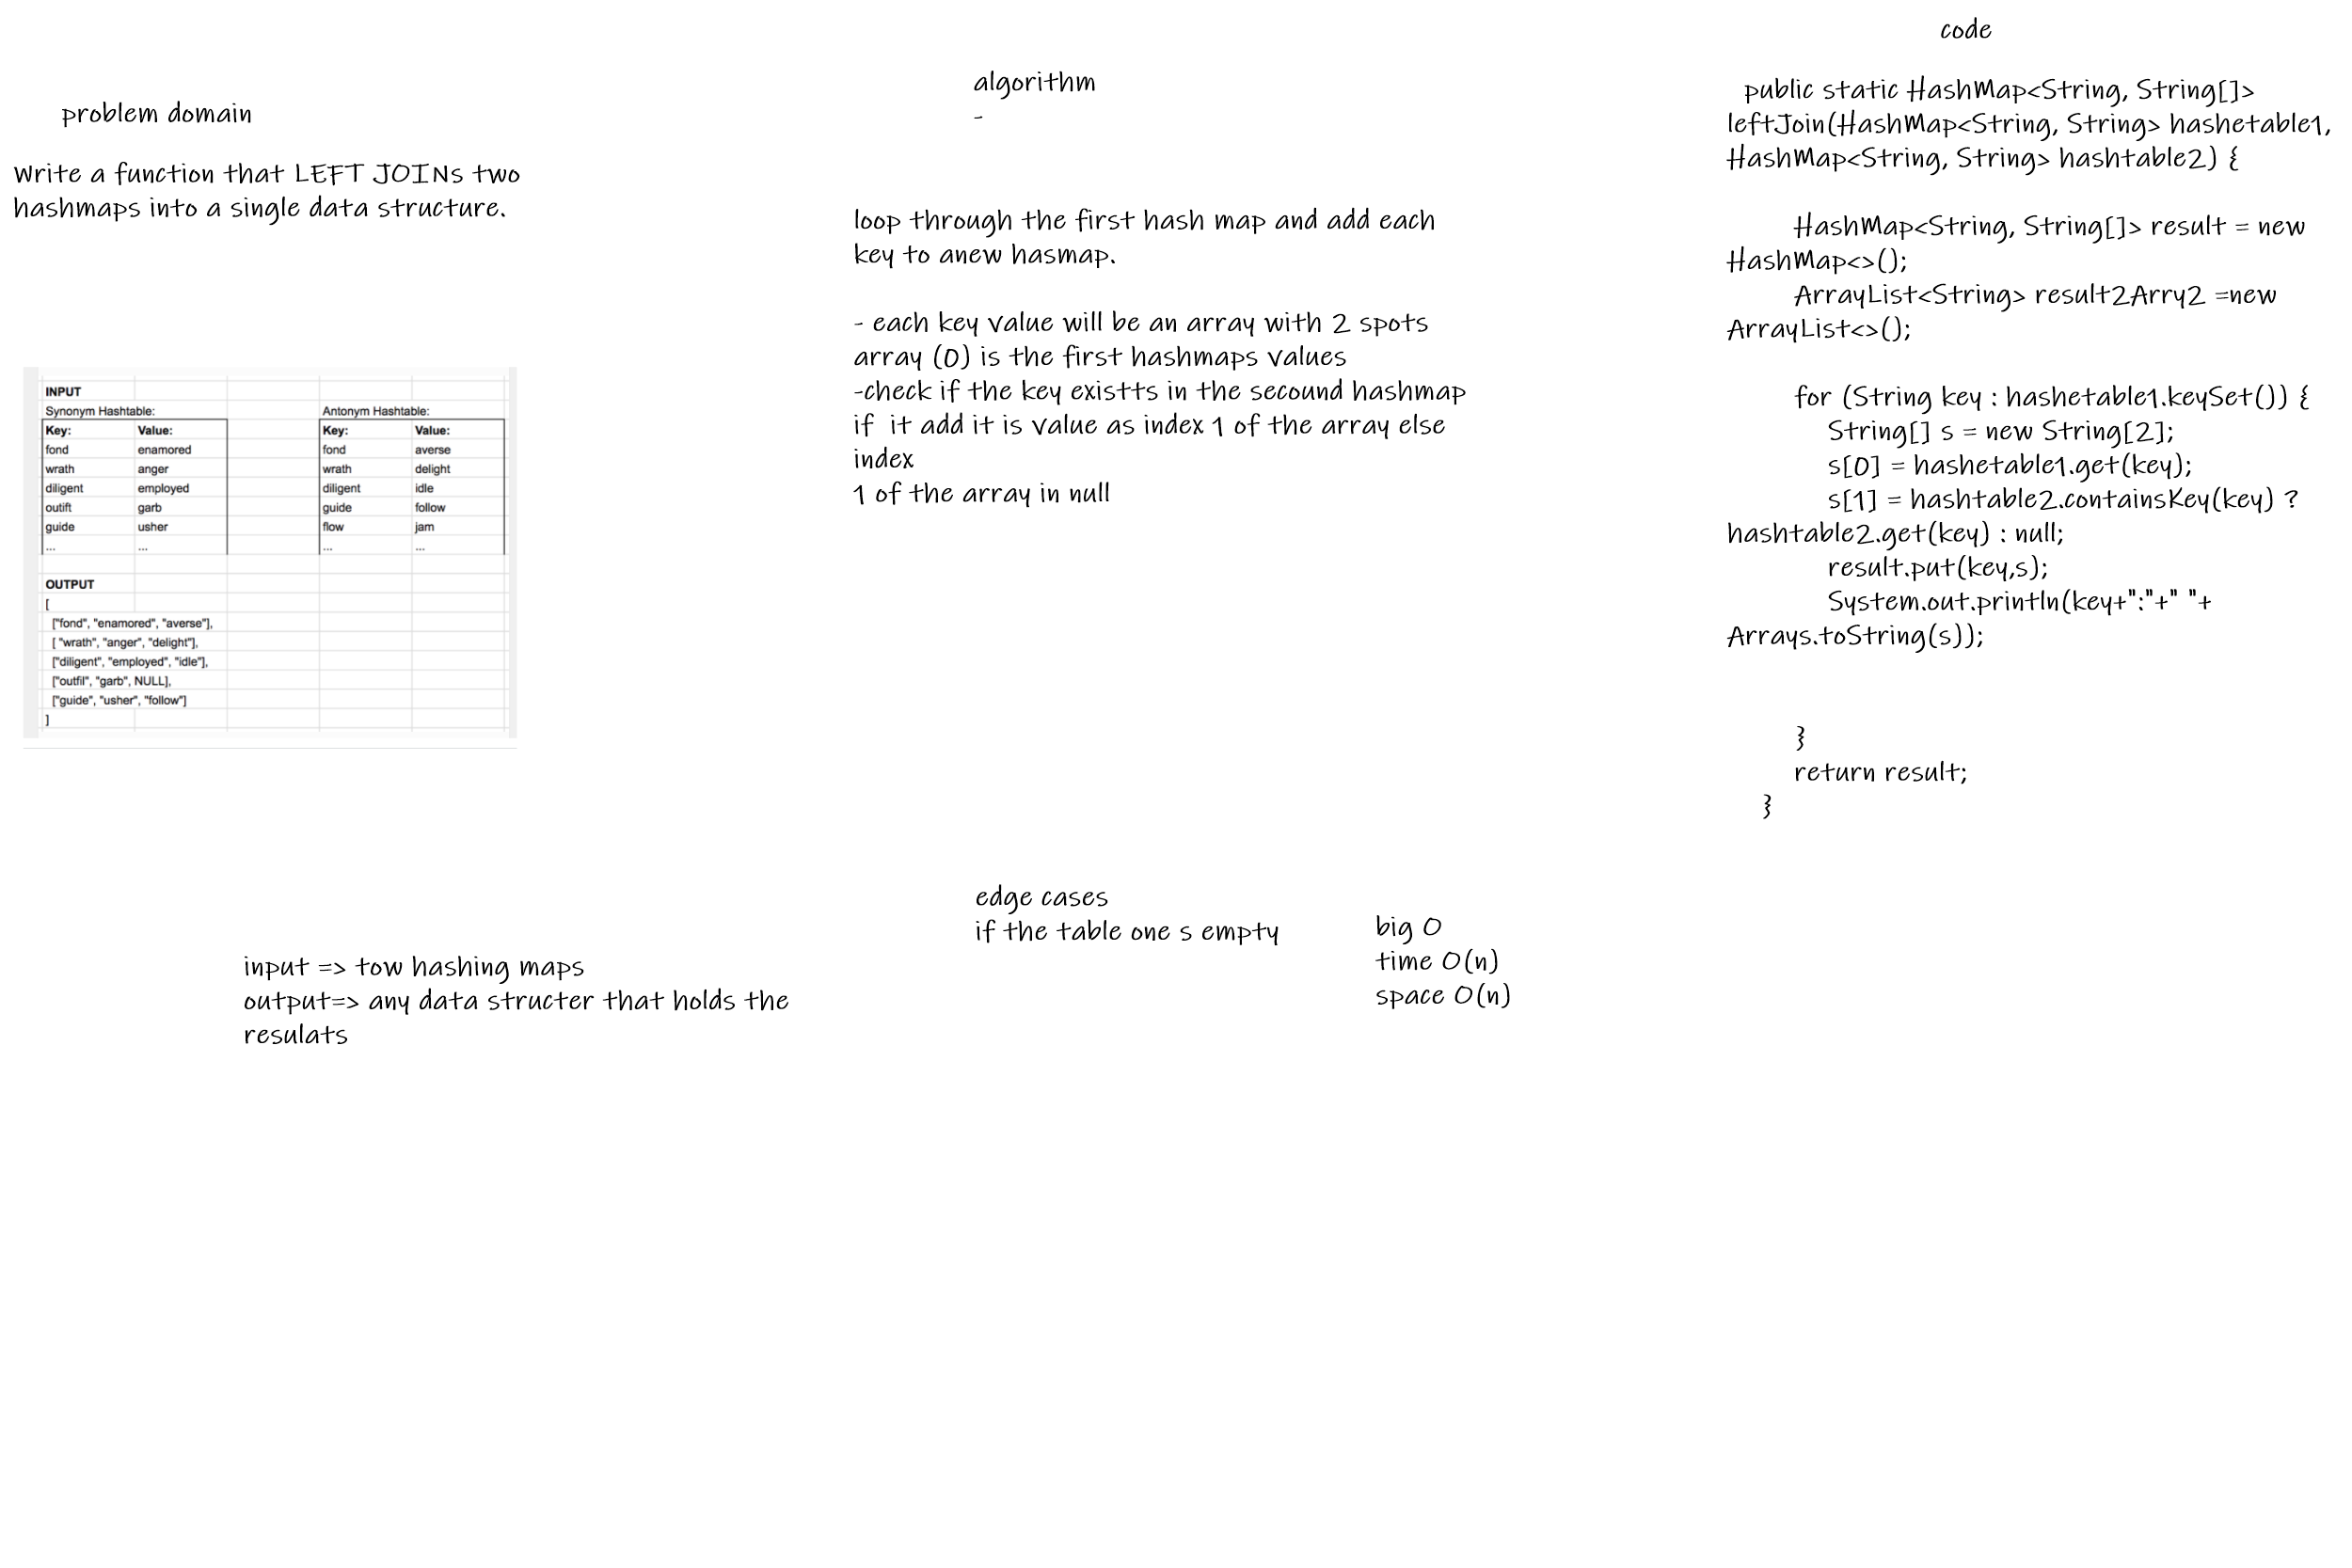 problem domain
Write a function that LEFT JOINs two
hashmaps into a single data structure.
INPUT
Synonym Hashtable: Antonym Hashtable:
Key: Value: Key: Value:
fond enamored fond averse
wrath anger wrath delight
diligent employed diligent idle
outift garb guide follow
guide usher flow jam
... ... ... ...
OUTPUT
[
["fond", "enamored", "averse"],
[ "wrath", "anger", "delight"],
["diligent", "employed", "idle"],
["outfil", "garb", NULL],
["guide", "usher", "follow"]
]
input => tow hashing maps
output=> any data structer that holds the
resulats
algorithm
-
loop through the first hash map and add each
key to anew hasmap.
- each key value will be an array with 2 spots
array (0) is the first hashmaps values
-check if the key existts in the secound hashmap
if  it add it is value as index 1 of the array else
index
1 of the array in null
edge cases
if the table one s empty
big O
time O(n)
space O(n)
code
public static HashMap<String, String[]>
leftJoin(HashMap<String, String> hashetable1,
HashMap<String, String> hashtable2) {
HashMap<String, String[]> result = new
HashMap<>();
ArrayList<String> result2Arry2 =new
ArrayList<>();
for (String key : hashetable1.keySet()) {
String[] s = new String[2];
s[0] = hashetable1.get(key);
s[1] = hashtable2.containsKey(key) ?
hashtable2.get(key) : null;
result.put(key,s);
System.out.println(key+":"+" "+
Arrays.toString(s));
}
return result;
}